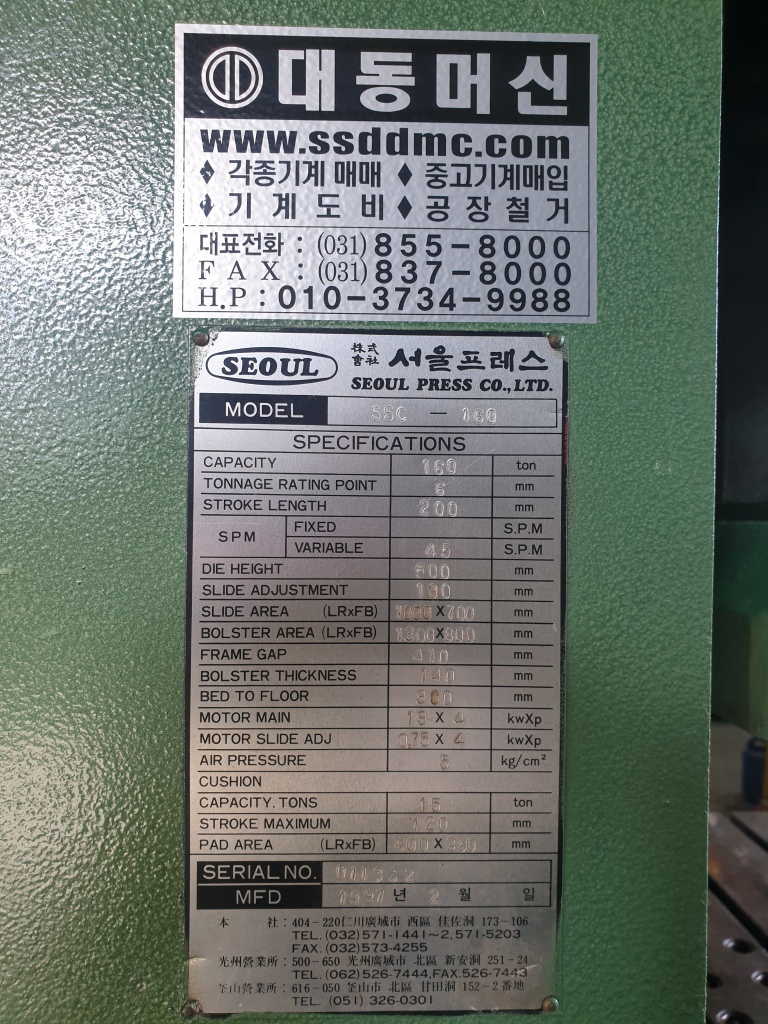 대동머신
www.ssddmc.com
♦ 각종기계 매매 ♦ 중고기계매입
♦ 기계도비 ♦ 공장철거
대표전화 : (031) 855-8000
FAX : (031) 837-8000
H.P : 010-3734-9988
SEOUL 株式會社 서울프레스
SEOUL PRESS CO., LTD.
MODEL SSC - 160
SPECIFICATIONS
CAPACITY 160 ton
TONNAGE RATING POINT 6 mm
STROKE LENGTH 200 mm
SPM FIXED S.P.M
VARIABLE 45 S.P.M
DIE HEIGHT mm
SLIDE ADJUSTMENT 100 mm
SLIDE AREA (LRxFB) X 700 mm
BOLSTER AREA (LRxFB) X mm
FRAME GAP mm
BOLSTER THICKNESS 140 mm
BED TO FLOOR 900 mm
MOTOR MAIN X 4 kwXp
MOTOR SLIDE ADJ 0.75 X 4 kwXp
AIR PRESSURE 5 kg/cm²
CUSHION
CAPACITY. TONS 15 ton
STROKE MAXIMUM mm
PAD AREA (LRxFB) X mm
SERIAL NO.
MFD 1997 년 2 월 일
本 社 : 404-220 仁川廣域市 西區 佳佐洞 173-106
TEL. (032) 571-1441~2, 571-5203
FAX. (032) 573-4255
光州營業所 : 500-650 光州廣域市 北區 新安洞 251-24
TEL. (062) 526-7444, FAX. 526-7443
釜山營業所 : 616-050 釜山市 北區 甘田洞 152-2 番地
TEL. (051) 326-0301